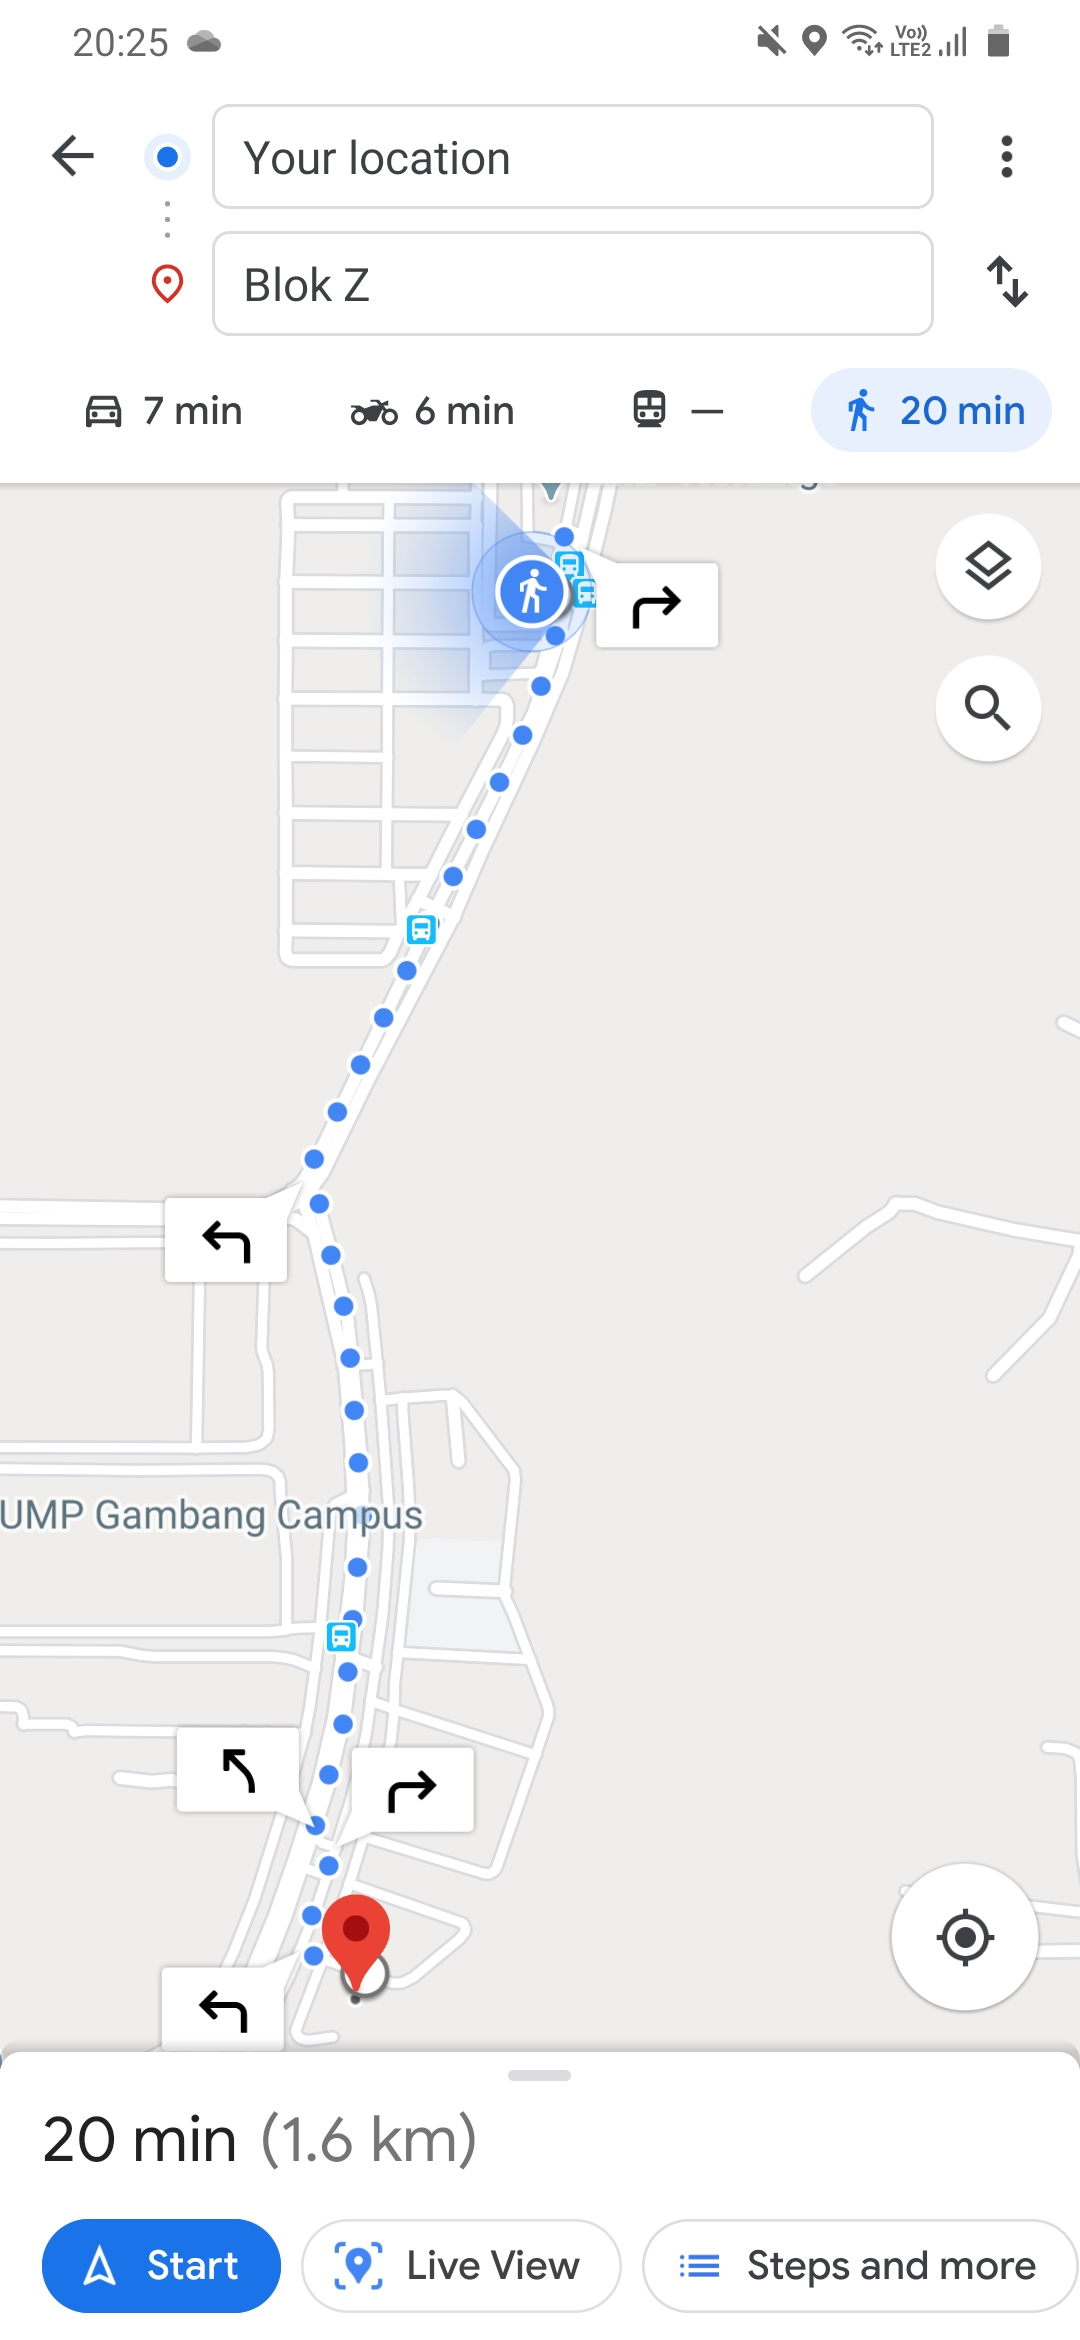 20:25
Vo))
LTE2
Your location
Blok Z
7 min
6 min
—
20 min
UMP Gambang Campus
20 min (1.6 km)
Start
Live View
Steps and more